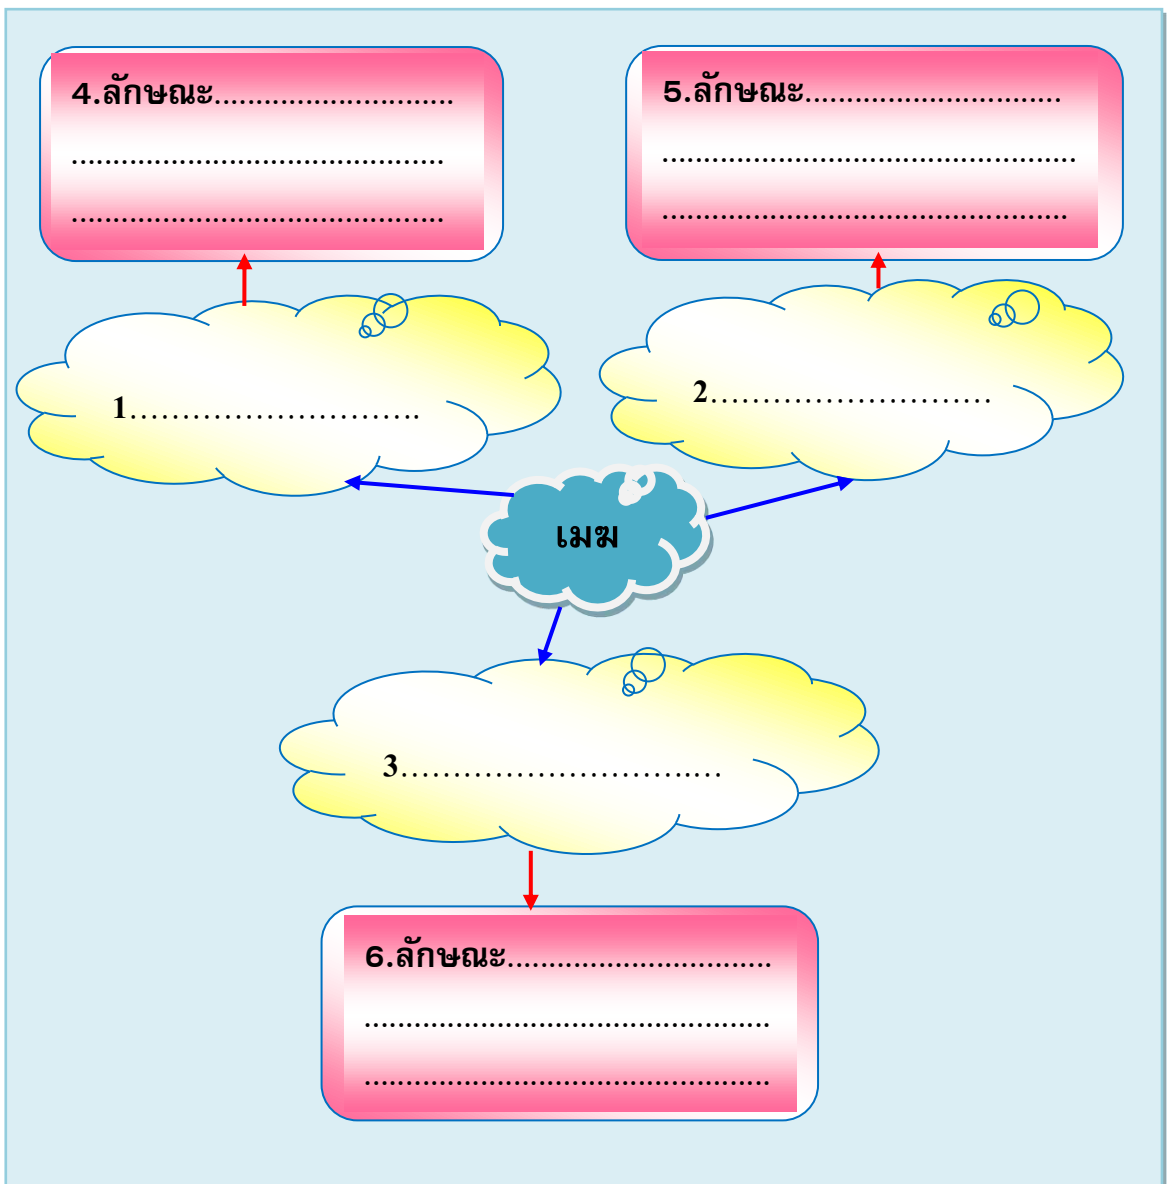 4.ลักษณะ.............................
.............................................
.............................................
5.ลักษณะ...............................
..................................................
.................................................
1……………………….
2………………………
เมฆ
3………………………..…
6.ลักษณะ................................
.................................................
.................................................